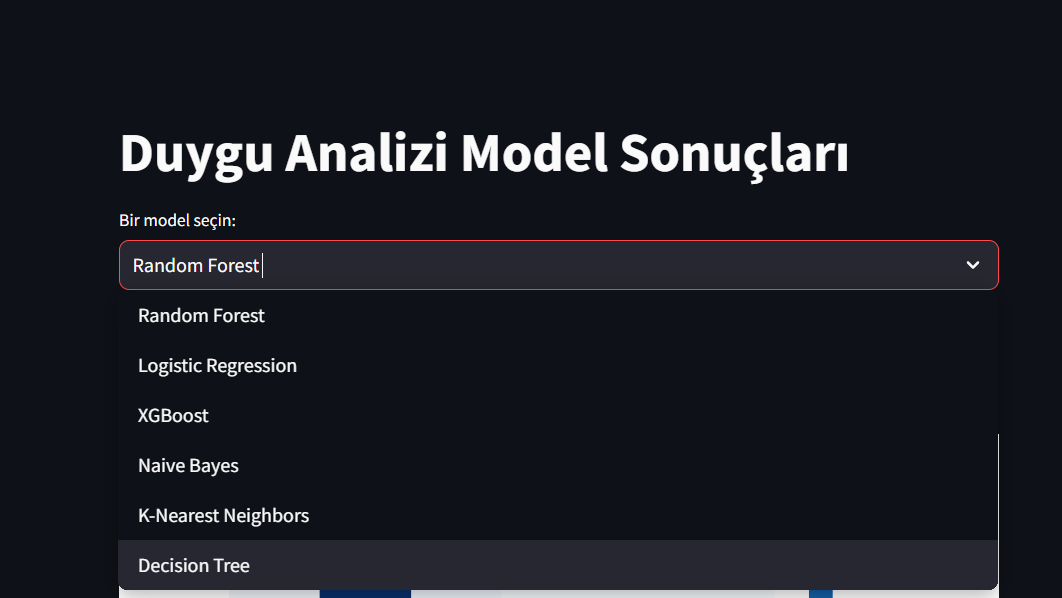 Duygu Analizi Model Sonuçları
Bir model seçin:
Random Forest
Random Forest
Logistic Regression
XGBoost
Naive Bayes
K-Nearest Neighbors
Decision Tree